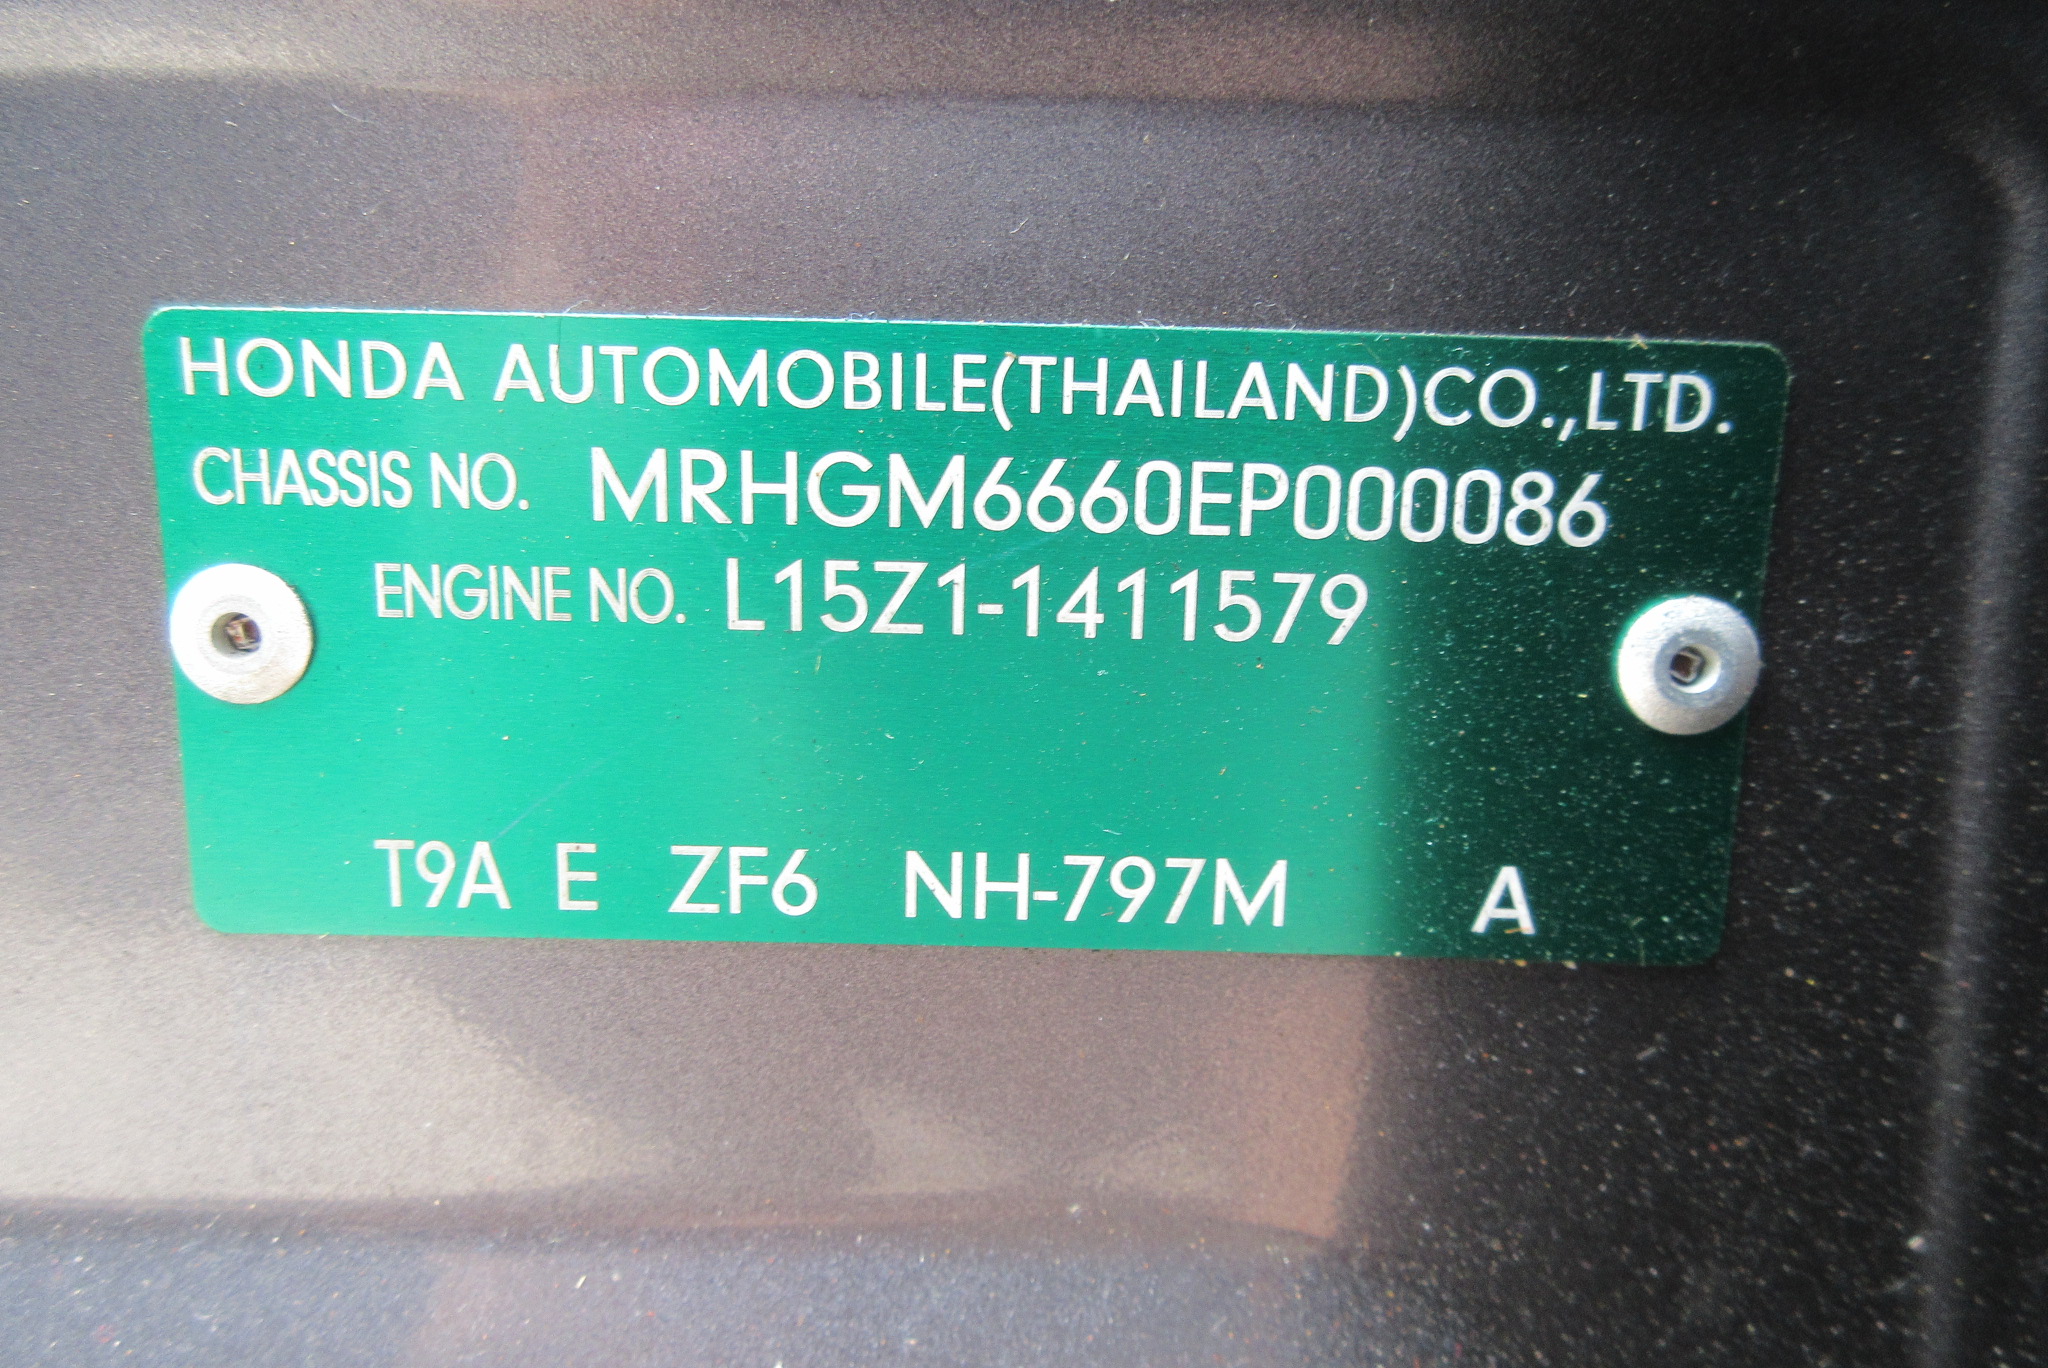 HONDA AUTOMOBILE(THAILAND)CO.,LTD.
CHASSIS NO. MRHGM6660EP000086
ENGINE NO. L15Z1-1411579
T9A E ZF6 NH-797M A